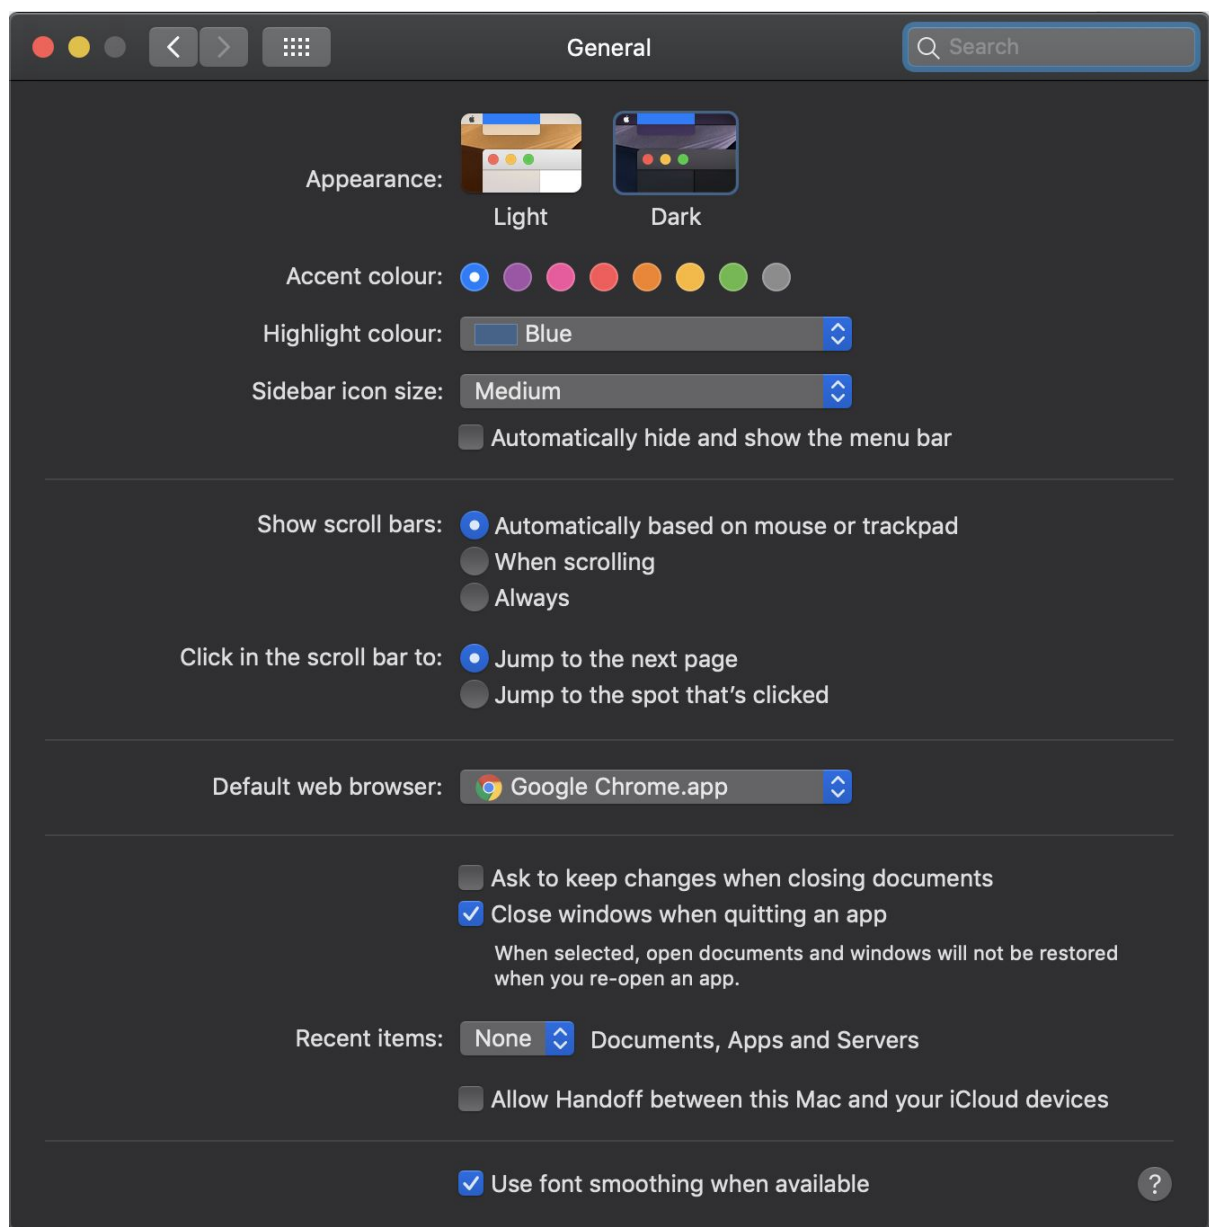 General
Search
Appearance:
Light
Dark
Accent colour:
Highlight colour: Blue
Sidebar icon size: Medium
Automatically hide and show the menu bar
Show scroll bars: Automatically based on mouse or trackpad
When scrolling
Always
Click in the scroll bar to: Jump to the next page
Jump to the spot that’s clicked
Default web browser: Google Chrome.app
Ask to keep changes when closing documents
Close windows when quitting an app
When selected, open documents and windows will not be restored
when you re-open an app.
Recent items: None Documents, Apps and Servers
Allow Handoff between this Mac and your iCloud devices
Use font smoothing when available
?